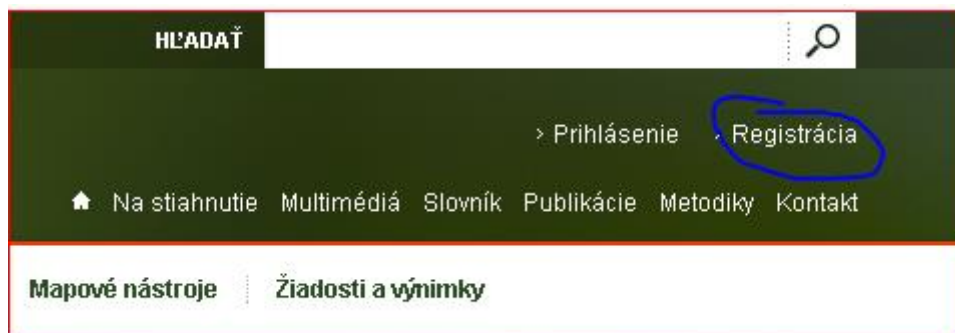 HĽADAŤ
› Prihlásenie › Registrácia
Na stiahnutie Multimédiá Slovník Publikácie Metodiky Kontakt
Mapové nástroje Žiadosti a výnimky